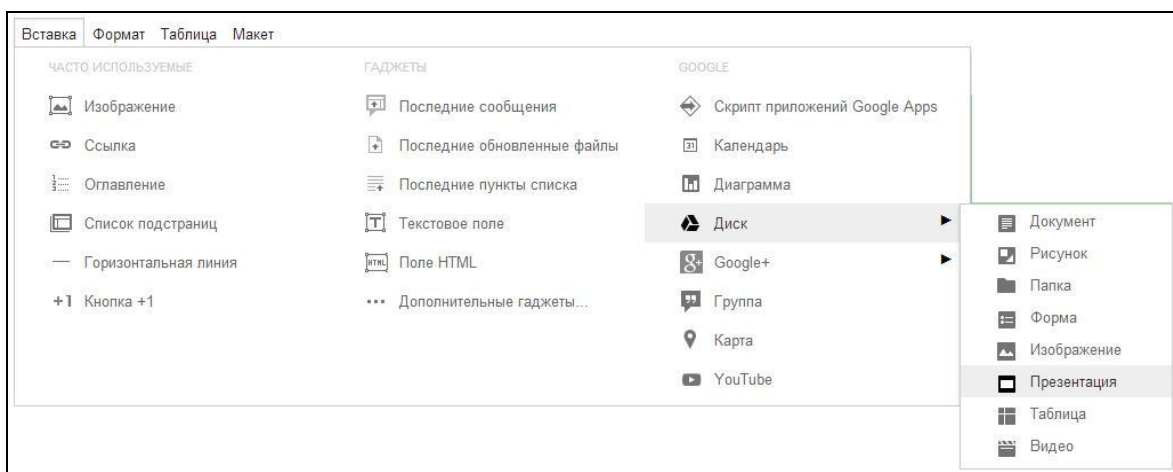 Вставка Формат Таблица Макет
ЧАСТО ИСПОЛЬЗУЕМЫЕ
Изображение
Ссылка
Оглавление
Список подстраниц
Горизонтальная линия
+1 Кнопка +1
ГАДЖЕТЫ
Последние сообщения
Последние обновленные файлы
Последние пункты списка
T Текстовое поле
HTML Поле HTML
Дополнительные гаджеты...
GOOGLE
Скрипт приложений Google Apps
31 Календарь
Диаграмма
Диск
g+ Google+
Группа
Карта
YouTube
Документ
Рисунок
Папка
Форма
Изображение
Презентация
Таблица
Видео